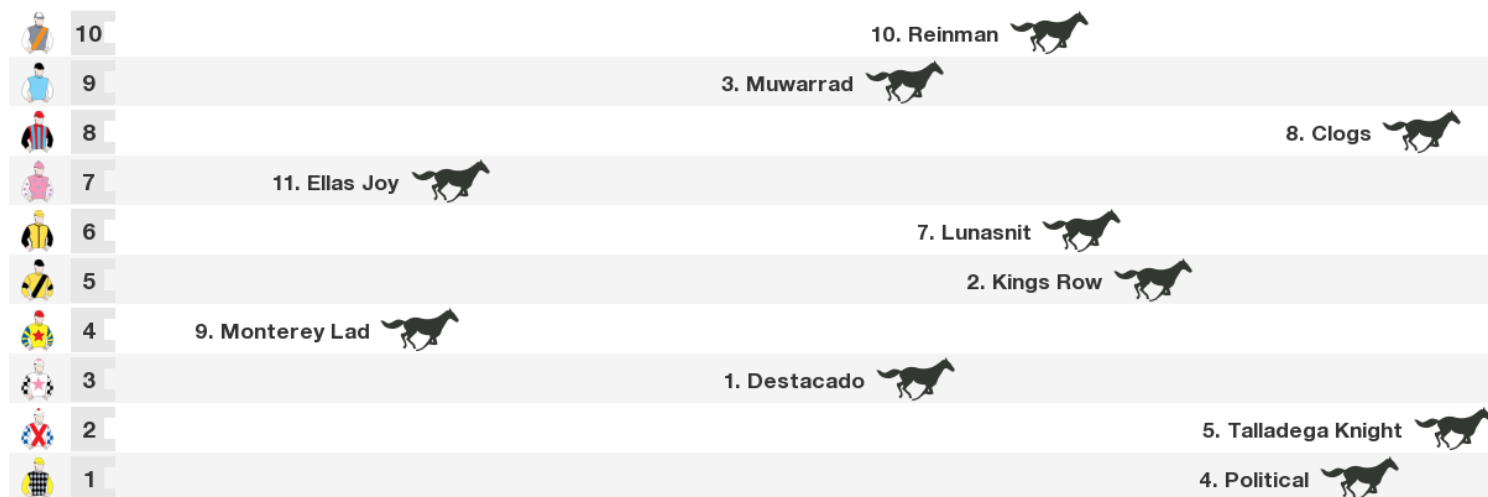 10 10. Reinman
9 3. Muwarrad
8 8. Clogs
7 11. Ellas Joy
6 7. Lunasnit
5 2. Kings Row
4 9. Monterey Lad
3 1. Destacado
2 5. Talladega Knight
1 4. Political